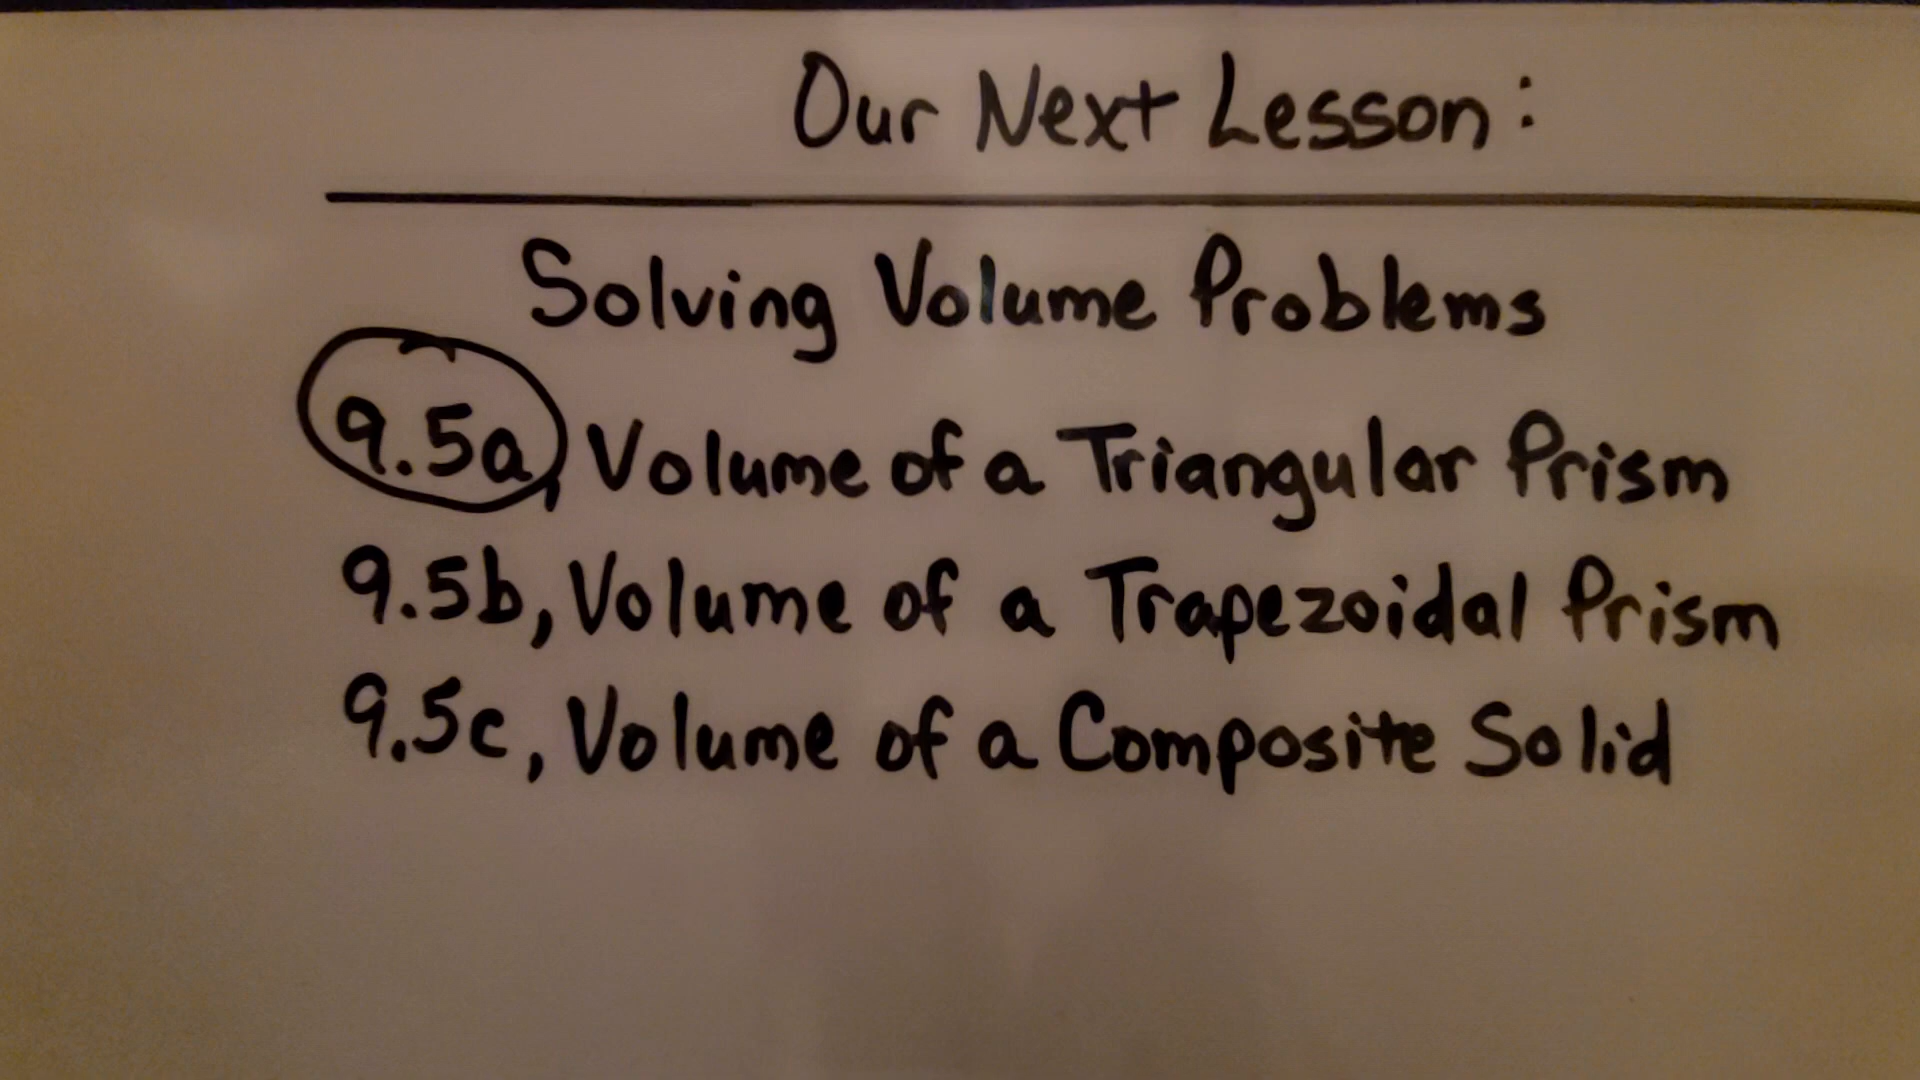 Our Next Lesson:
Solving Volume Problems
9.5a, Volume of a Triangular Prism
9.5b, Volume of a Trapezoidal Prism
9.5c, Volume of a Composite Solid